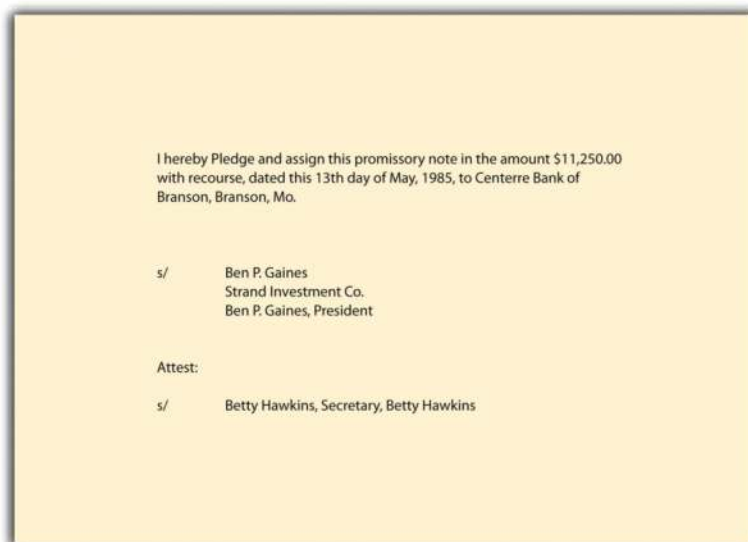 I hereby Pledge and assign this promissory note in the amount $11,250.00
with recourse, dated this 13th day of May, 1985, to Centerre Bank of
Branson, Branson, Mo.
s/ Ben P. Gaines
Strand Investment Co.
Ben P. Gaines, President
Attest:
s/ Betty Hawkins, Secretary, Betty Hawkins